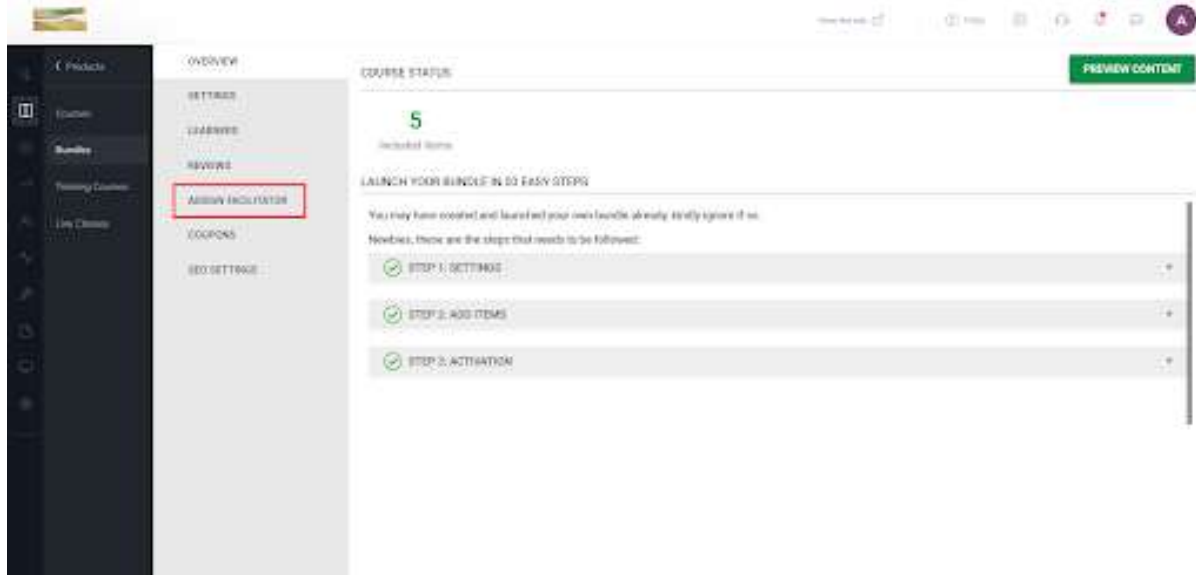 A
Products
Courses
Bundles
Training Courses
Live Classes
OVERVIEW
SETTINGS
LEARNERS
REVIEWS
ASSIGN FACILITATOR
COUPONS
SEO SETTINGS
COURSE STATUS
PREVIEW CONTENT
5
Included Items
LAUNCH YOUR BUNDLE IN 03 EASY STEPS
You may have created and launched your own bundle already, kindly ignore if so.
Newbies, these are the steps that needs to be followed:
STEP 1: SETTINGS
STEP 2: ADD ITEMS
STEP 3: ACTIVATION